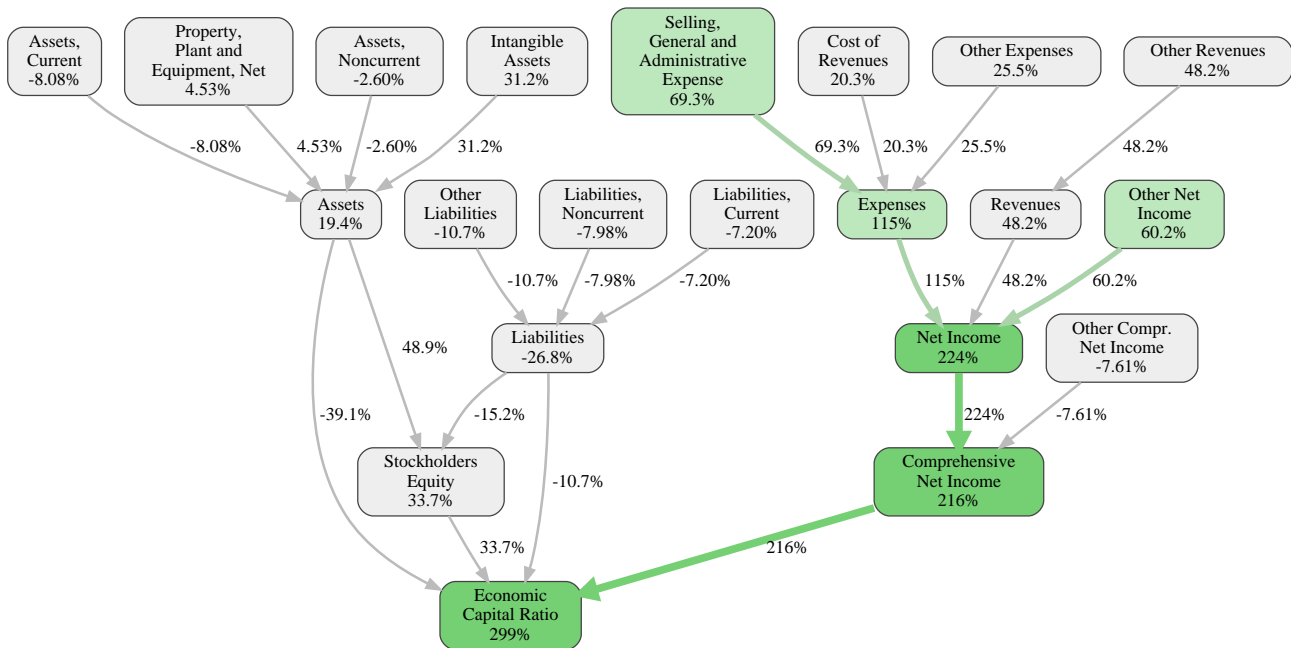 Assets,
Current
-8.08%
Property,
Plant and
Equipment, Net
4.53%
Assets,
Noncurrent
-2.60%
Intangible
Assets
31.2%
Selling,
General and
Administrative
Expense
69.3%
Cost of
Revenues
20.3%
Other Expenses
25.5%
Other Revenues
48.2%
-8.08%
4.53%
-2.60%
31.2%
69.3%
20.3%
25.5%
48.2%
Assets
19.4%
Other
Liabilities
-10.7%
Liabilities,
Noncurrent
-7.98%
Liabilities,
Current
-7.20%
Expenses
115%
Revenues
48.2%
Other Net
Income
60.2%
-10.7%
-7.98%
-7.20%
115%
48.2%
60.2%
48.9%
Liabilities
-26.8%
Net Income
224%
Other Compr.
Net Income
-7.61%
-39.1%
-15.2%
224%
-7.61%
Stockholders
Equity
33.7%
-10.7%
Comprehensive
Net Income
216%
33.7%
216%
Economic
Capital Ratio
299%